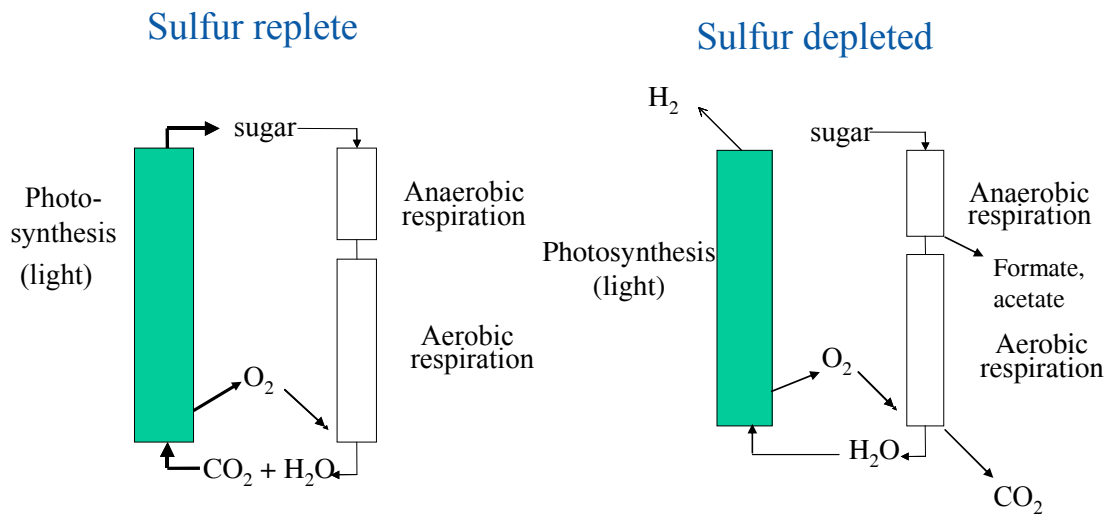 Sulfur replete
sugar
Photo-
synthesis
(light)
Anaerobic
respiration
Aerobic
respiration
O₂
CO₂ + H₂O
Sulfur depleted
H₂
sugar
Photosynthesis
(light)
Anaerobic
respiration
Formate,
acetate
Aerobic
respiration
O₂
H₂O
CO₂